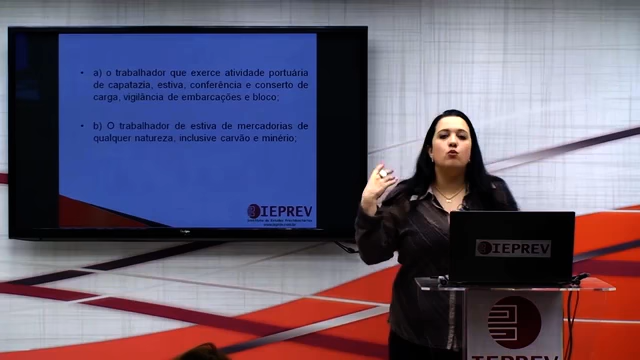 • a) o trabalhador que exerce atividade portuária
de capatazia, estiva, conferência e conserto de
carga, vigilância de embarcações e bloco;
• b) O trabalhador de estiva de mercadorias de
qualquer natureza, inclusive carvão e minério;
IEPREV
IEPREV
IEPREV